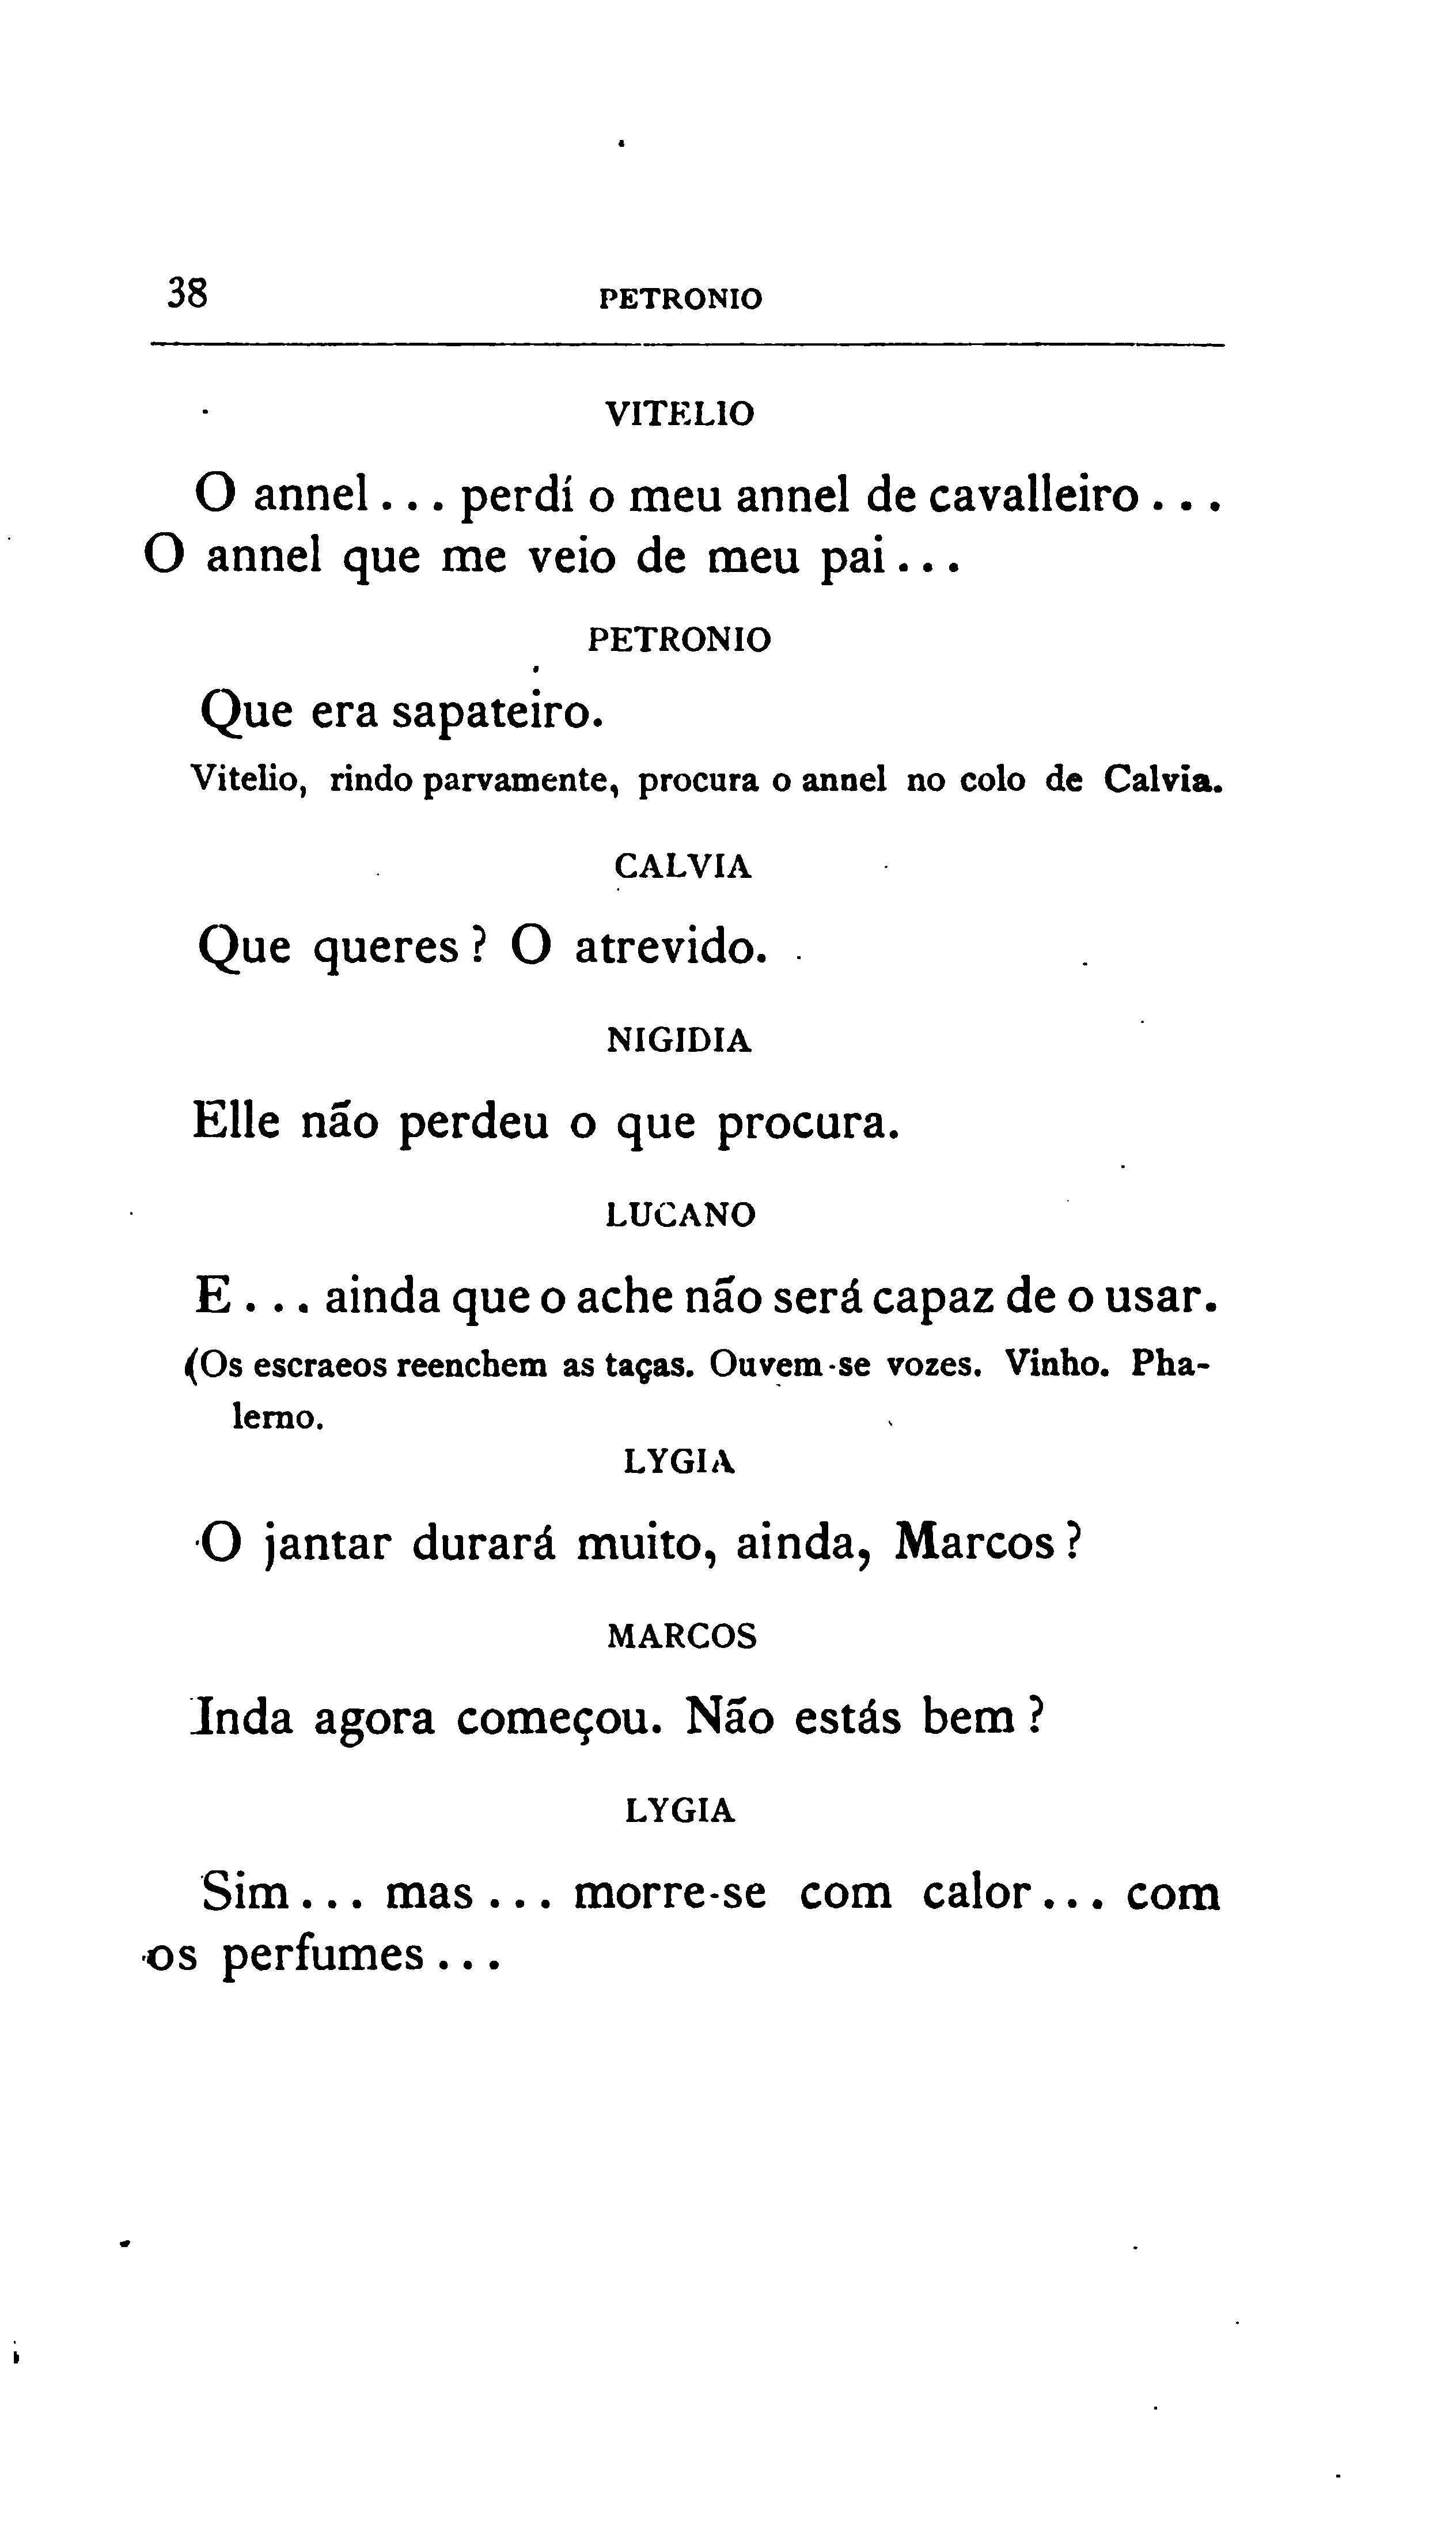 38
PETRONIO
VITELIO
O annel... perdí o meu annel de cavalleiro...
O annel que me veio de meu pai...
PETRONIO
Que era sapateiro.
Vitelio, rindo parvamente, procura o annel no colo de Calvia.
CALVIA
Que queres? O atrevido.
NIGIDIA
Elle não perdeu o que procura.
LUCANO
E... ainda que o ache não será capaz de o usar.
(Os escraeos reenchem as taças. Ouvem-se vozes. Vinho. Pha-
lerno.
LYGIA
O jantar durará muito, ainda, Marcos?
MARCOS
Inda agora começou. Não estás bem?
LYGIA
Sim... mas... morre-se com calor... com
os perfumes...